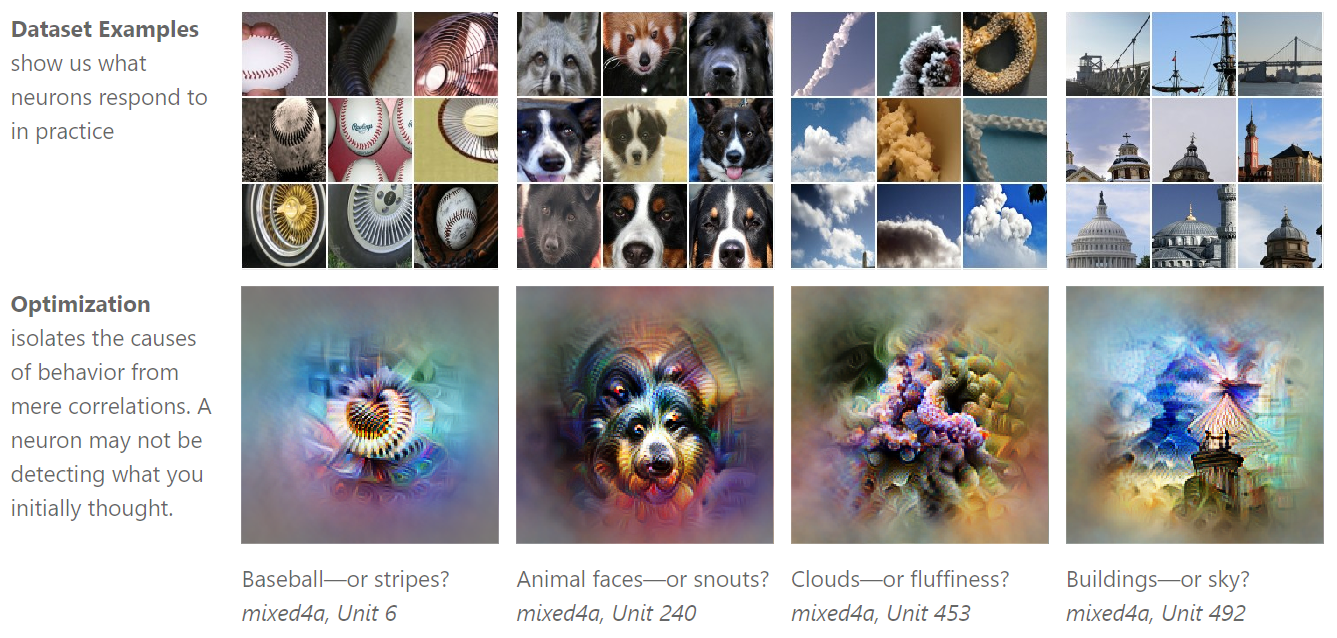 Dataset Examples
show us what
neurons respond to
in practice
Rawlings
Optimization
isolates the causes
of behavior from
mere correlations. A
neuron may not be
detecting what you
initially thought.
Baseball—or stripes?
mixed4a, Unit 6
Animal faces—or snouts?
mixed4a, Unit 240
Clouds—or fluffiness?
mixed4a, Unit 453
Buildings—or sky?
mixed4a, Unit 492